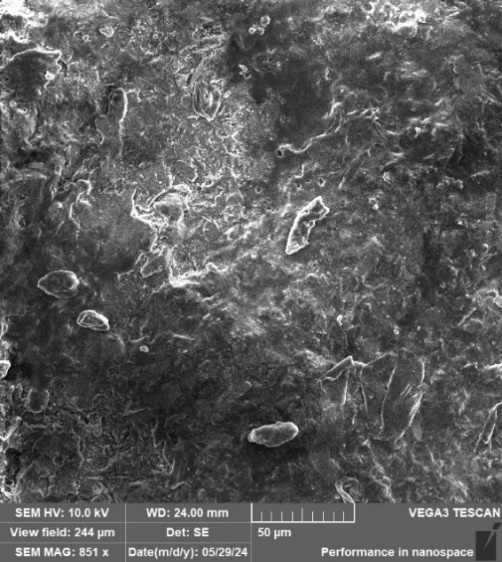 SEM HV: 10.0 kV WD: 24.00 mm VEGA3 TESCAN
View field: 244 µm Det: SE 50 µm
SEM MAG: 851 x Date(m/d/y): 05/29/24 Performance in nanospace